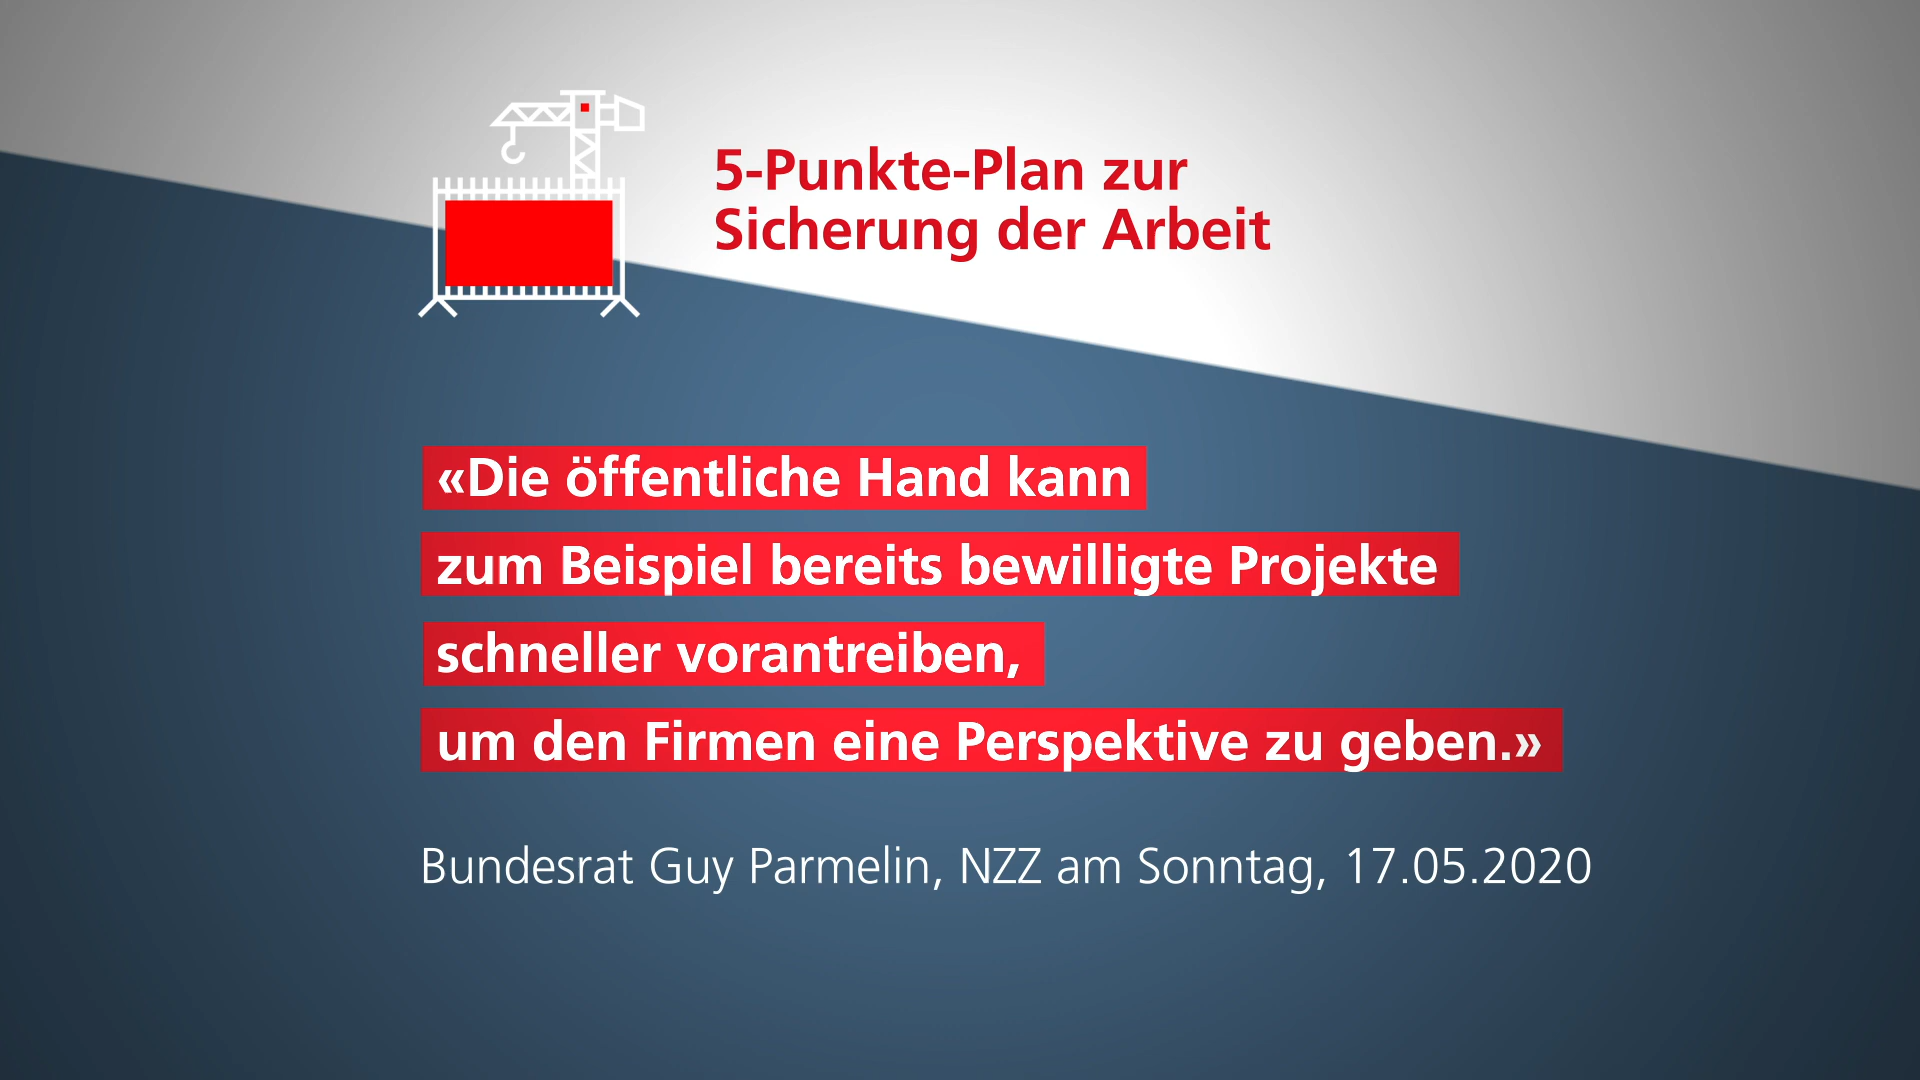 5-Punkte-Plan zur
Sicherung der Arbeit
«Die öffentliche Hand kann
zum Beispiel bereits bewilligte Projekte
schneller vorantreiben,
um den Firmen eine Perspektive zu geben.»
Bundesrat Guy Parmelin, NZZ am Sonntag, 17.05.2020